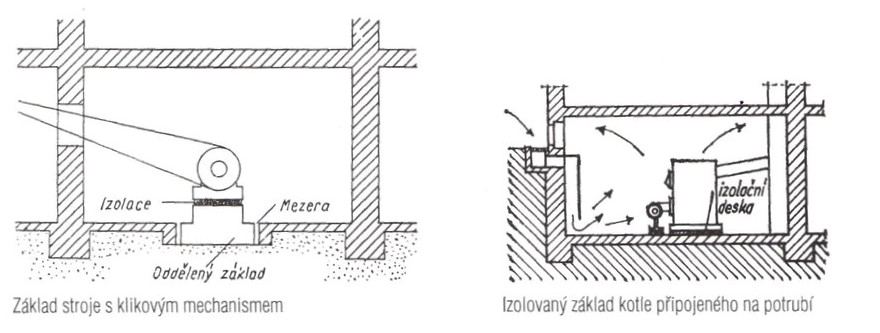 Izolace
Mezera
Oddělený základ
Základ stroje s klikovým mechanismem
izolační
deska
Izolovaný základ kotle připojeného na potrubí